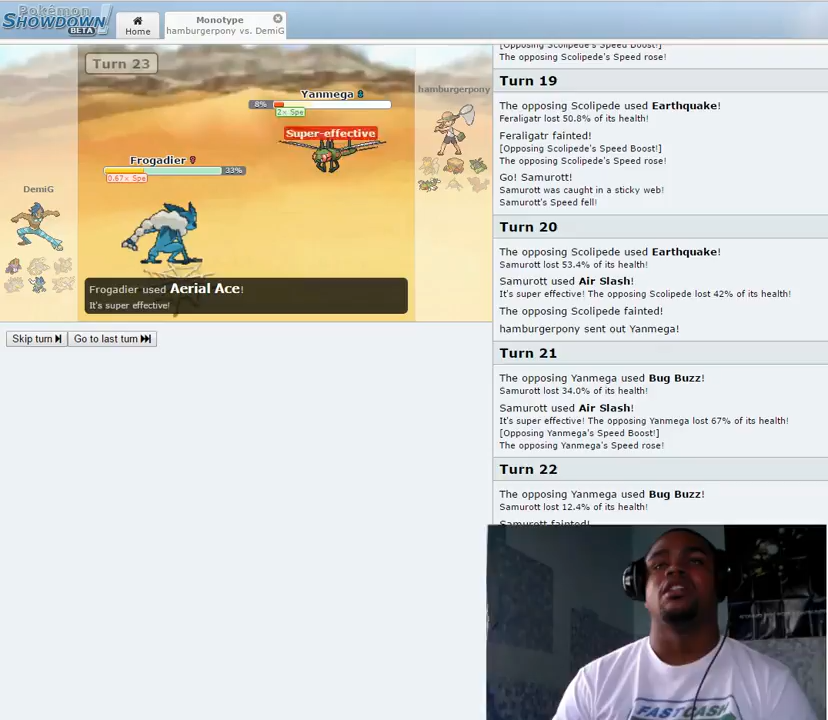 Pokémon
SHOWDOWN!
BETA
Home
Monotype
hamburgerpony vs. DemiG
Turn 23
hamburgerpony
Yanmega
8%
2× Spe
Super-effective
Frogadier
33%
0.67× Spe
DemiG
Frogadier used Aerial Ace!
It's super effective!
Skip turn
Go to last turn
[Opposing Scolipede's Speed Boost!]
The opposing Scolipede's Speed rose!
Turn 19
The opposing Scolipede used Earthquake!
Feraligatr lost 50.8% of its health!
Feraligatr fainted!
[Opposing Scolipede's Speed Boost!]
The opposing Scolipede's Speed rose!
Go! Samurott!
Samurott was caught in a sticky web!
Samurott's Speed fell!
Turn 20
The opposing Scolipede used Earthquake!
Samurott lost 53.4% of its health!
Samurott used Air Slash!
It's super effective! The opposing Scolipede lost 42% of its health!
The opposing Scolipede fainted!
hamburgerpony sent out Yanmega!
Turn 21
The opposing Yanmega used Bug Buzz!
Samurott lost 34.0% of its health!
Samurott used Air Slash!
It's super effective! The opposing Yanmega lost 67% of its health!
[Opposing Yanmega's Speed Boost!]
The opposing Yanmega's Speed rose!
Turn 22
The opposing Yanmega used Bug Buzz!
Samurott lost 12.4% of its health!
Samurott fainted!
FASTCASH